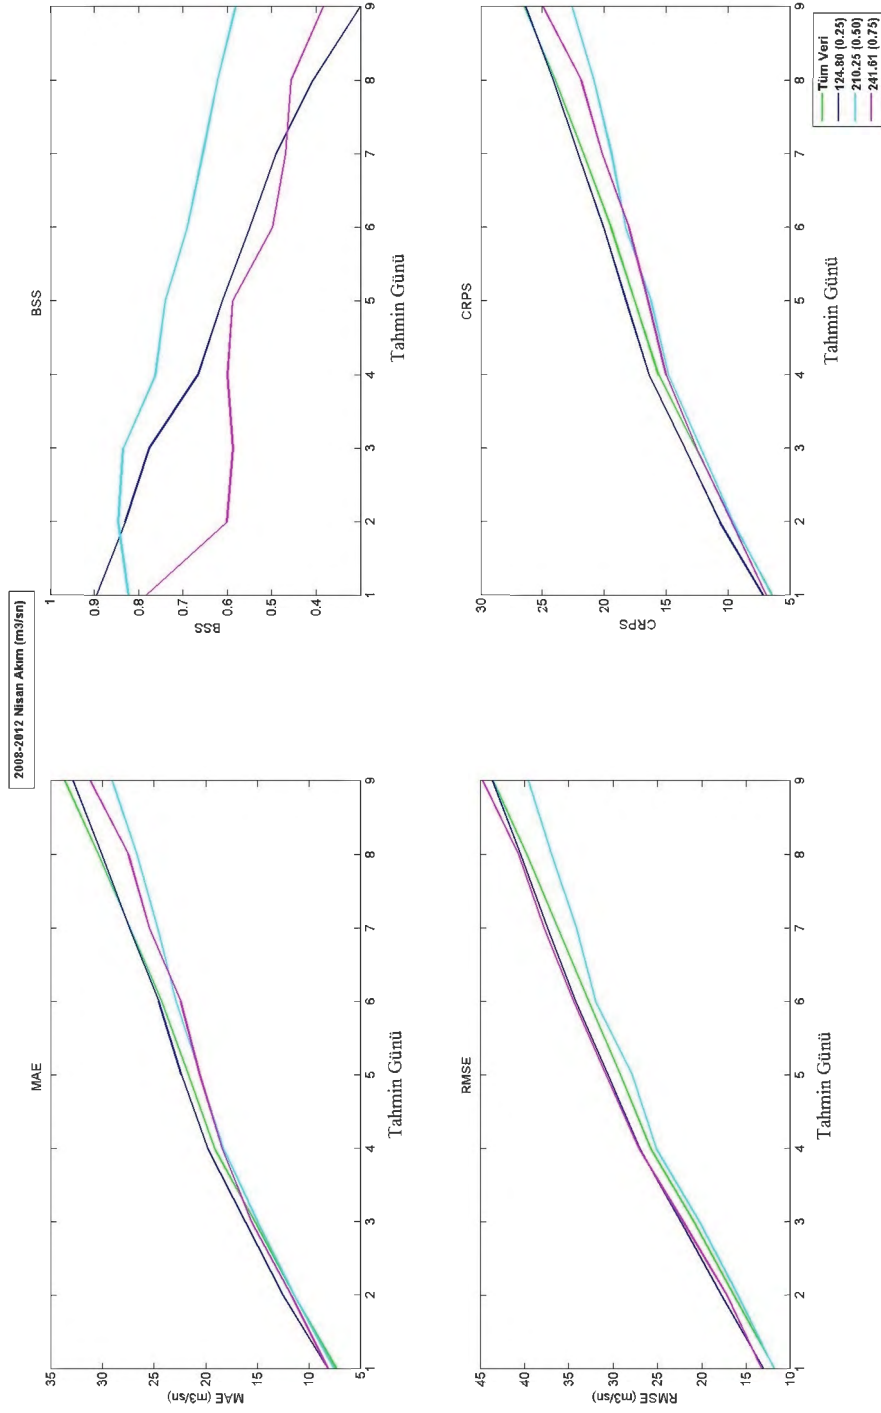 2008-2012 Nisan Akım (m3/sn)
MAE
35
30
25
20
15
10
5
MAE (m3/sn)
1 2 3 4 5 6 7 8 9
Tahmin Günü
BSS
1
0.9
0.8
0.7
0.6
0.5
0.4
BSS
1 2 3 4 5 6 7 8 9
Tahmin Günü
RMSE
45
40
35
30
25
20
15
10
RMSE (m3/sn)
1 2 3 4 5 6 7 8 9
Tahmin Günü
CRPS
30
25
20
15
10
5
CRPS
1 2 3 4 5 6 7 8 9
Tahmin Günü
Tüm Veri
124.80 (0.25)
210.25 (0.50)
241.61 (0.75)